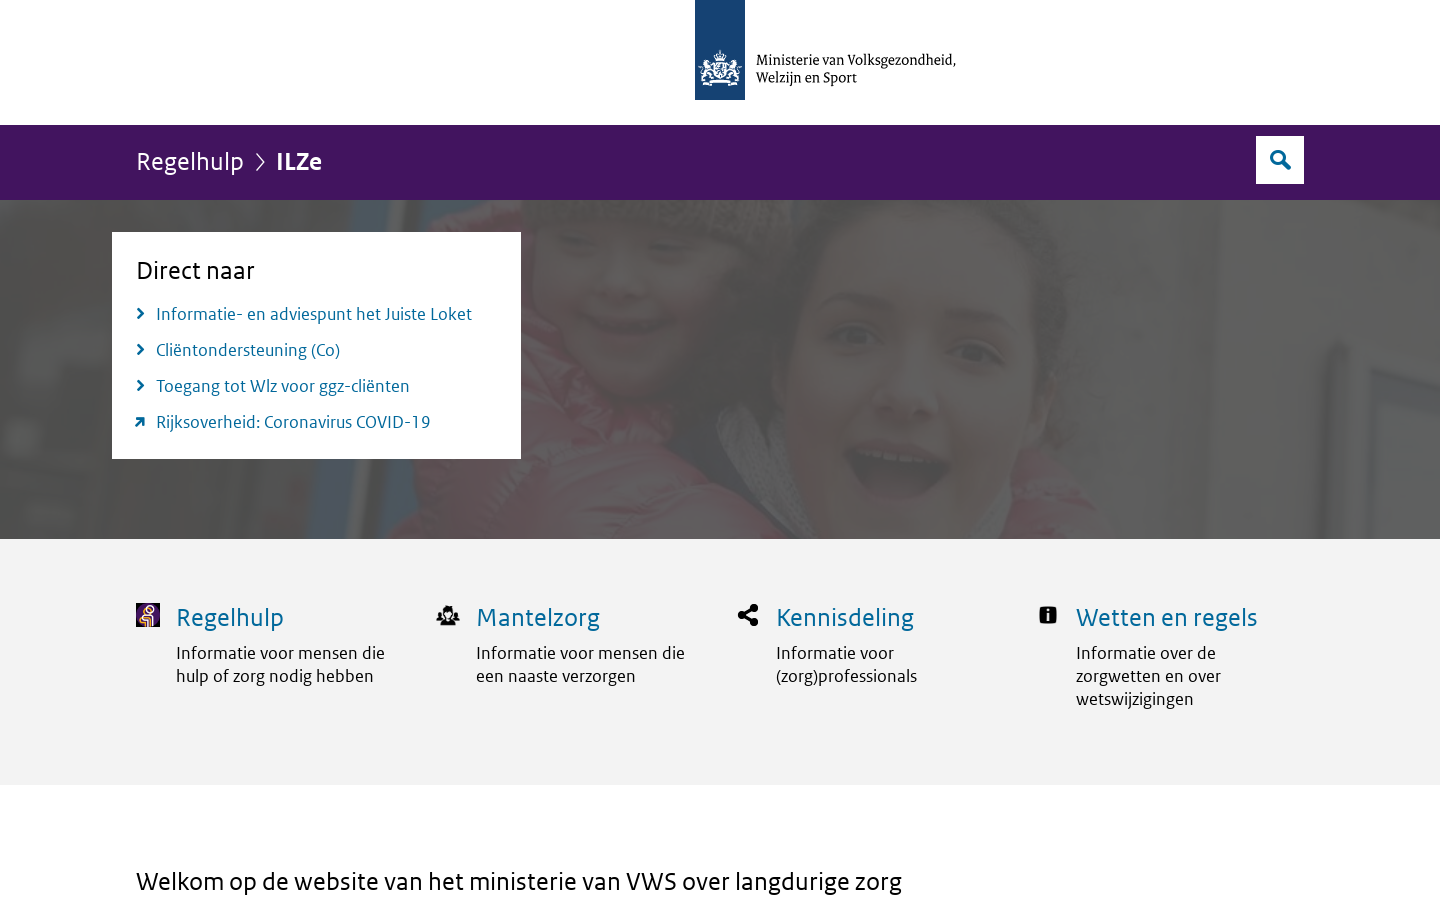 Ministerie van Volksgezondheid,
Welzijn en Sport
Regelhulp
ILZe
Direct naar
Informatie- en adviespunt het Juiste Loket
Cliëntondersteuning (Co)
Toegang tot Wlz voor ggz-cliënten
Rijksoverheid: Coronavirus COVID-19
Regelhulp
Informatie voor mensen die
hulp of zorg nodig hebben
Mantelzorg
Informatie voor mensen die
een naaste verzorgen
Kennisdeling
Informatie voor
(zorg)professionals
Wetten en regels
Informatie over de
zorgwetten en over
wetswijzigingen
Welkom op de website van het ministerie van VWS over langdurige zorg